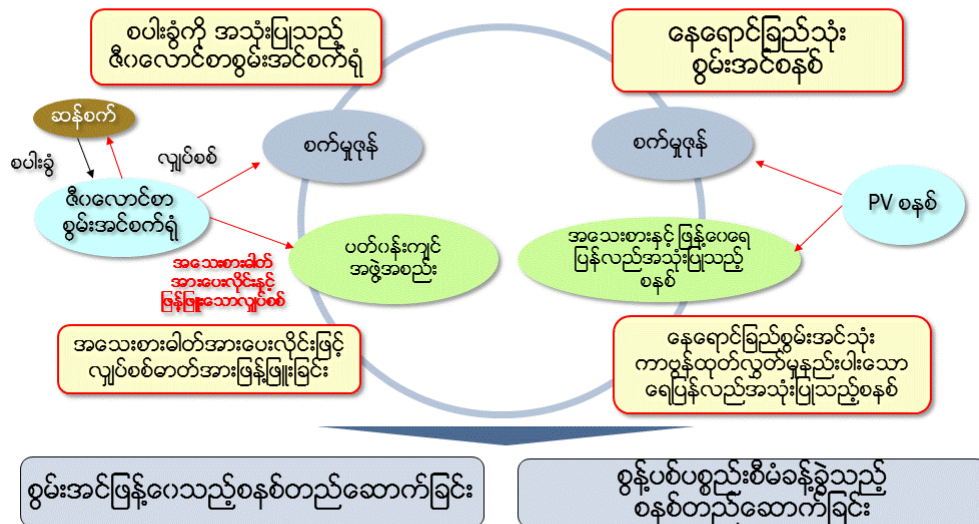 စပါးခွံကို အသုံးပြုသည့်
ဇီ၀လောင်စာစွမ်းအင်စက်ရုံ
နေရောင်ခြည်သုံး
စွမ်းအင်စနစ်
ဆန်စက်
စပါးခွံ
လျှပ်စစ်
စက်မှုဇုန်
စက်မှုဇုန်
ဇီ၀လောင်စာ
စွမ်းအင်စက်ရုံ
PV စနစ်
ပတ်၀န်းကျင်
အဖွဲ့အစည်း
အသေးစားနှင့် ဖြန့်ဝေရေ
ပြန်လည်အသုံးပြုသည့်
စနစ်
အသေးစားဓါတ်
အားပေးလိုင်းနှင့်
ဖြန့်ဖြူးသောလျှပ်စစ်
အသေးစားဓါတ်အားပေးလိုင်းဖြင့်
လျှပ်စစ်ဓာတ်အားဖြန့်ဖြူးခြင်း
နေရောင်ခြည်စွမ်းအင်သုံး
ကာဗွန်ထုတ်လွှတ်မှုနည်းပါးသော
ရေပြန်လည်အသုံးပြုသည့်စနစ်
စွမ်းအင်ဖြန့်ဝေသည့်စနစ်တည်ဆောက်ခြင်း
စွန့်ပစ်ပစ္စည်းစီမံခန့်ခွဲသည့်
စနစ်တည်ဆောက်ခြင်း